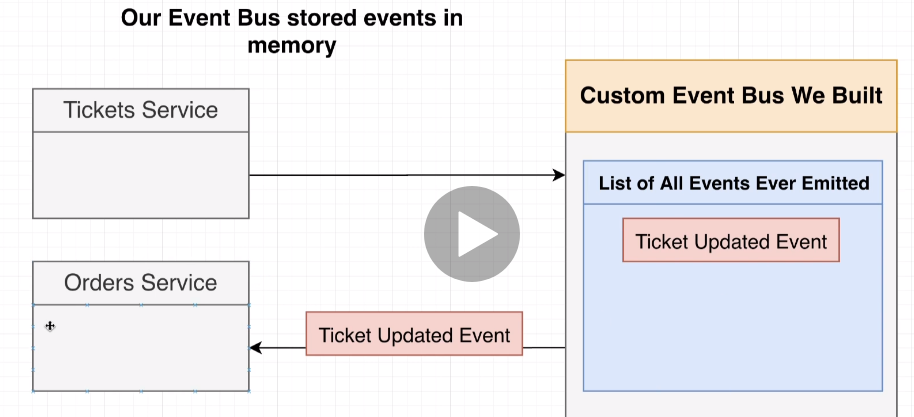 Our Event Bus stored events in
memory
Tickets Service
Custom Event Bus We Built
List of All Events Ever Emitted
Ticket Updated Event
Orders Service
Ticket Updated Event